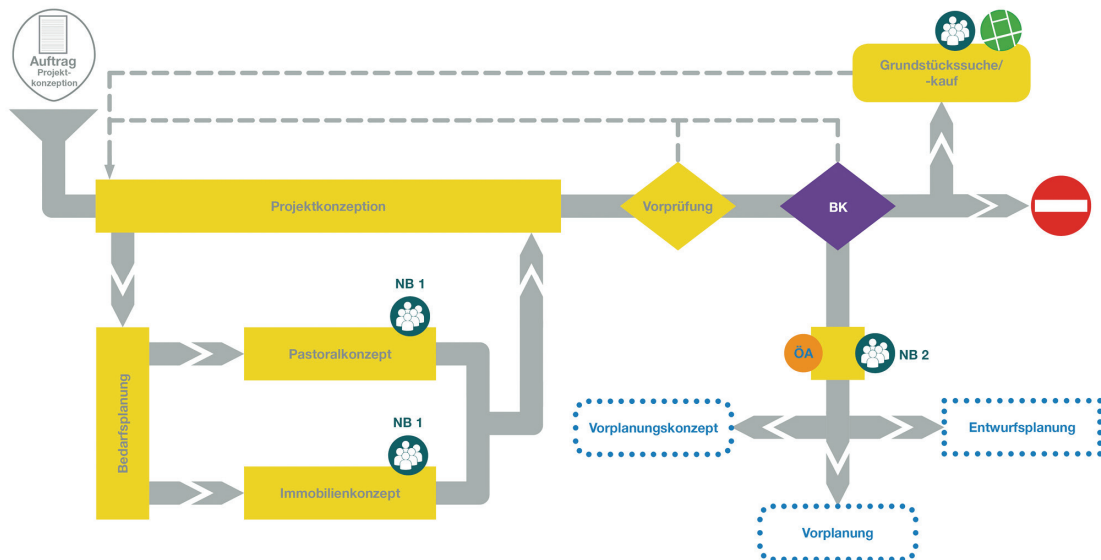 Auftrag
Projekt-
konzeption
Grundstückssuche/
-kauf
Projektkonzeption
Vorprüfung
BK
NB 1
Pastoralkonzept
Bedarfsplanung
NB 1
Immobilienkonzept
ÖA
NB 2
Vorplanungskonzept
Entwurfsplanung
Vorplanung